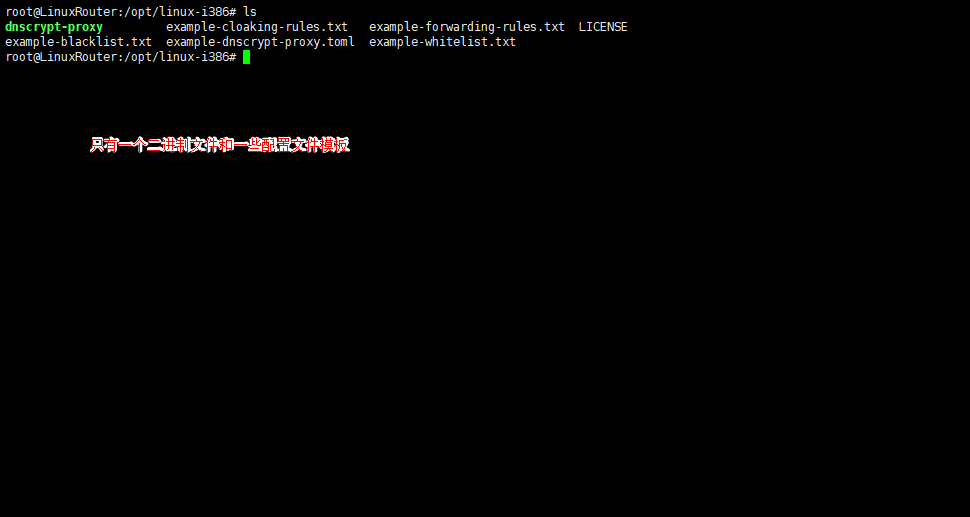 root@LinuxRouter:/opt/linux-i386# ls
dnscrypt-proxy example-cloaking-rules.txt example-forwarding-rules.txt LICENSE
example-blacklist.txt example-dnscrypt-proxy.toml example-whitelist.txt
root@LinuxRouter:/opt/linux-i386#
只有一个二进制文件和一些配置文件模板